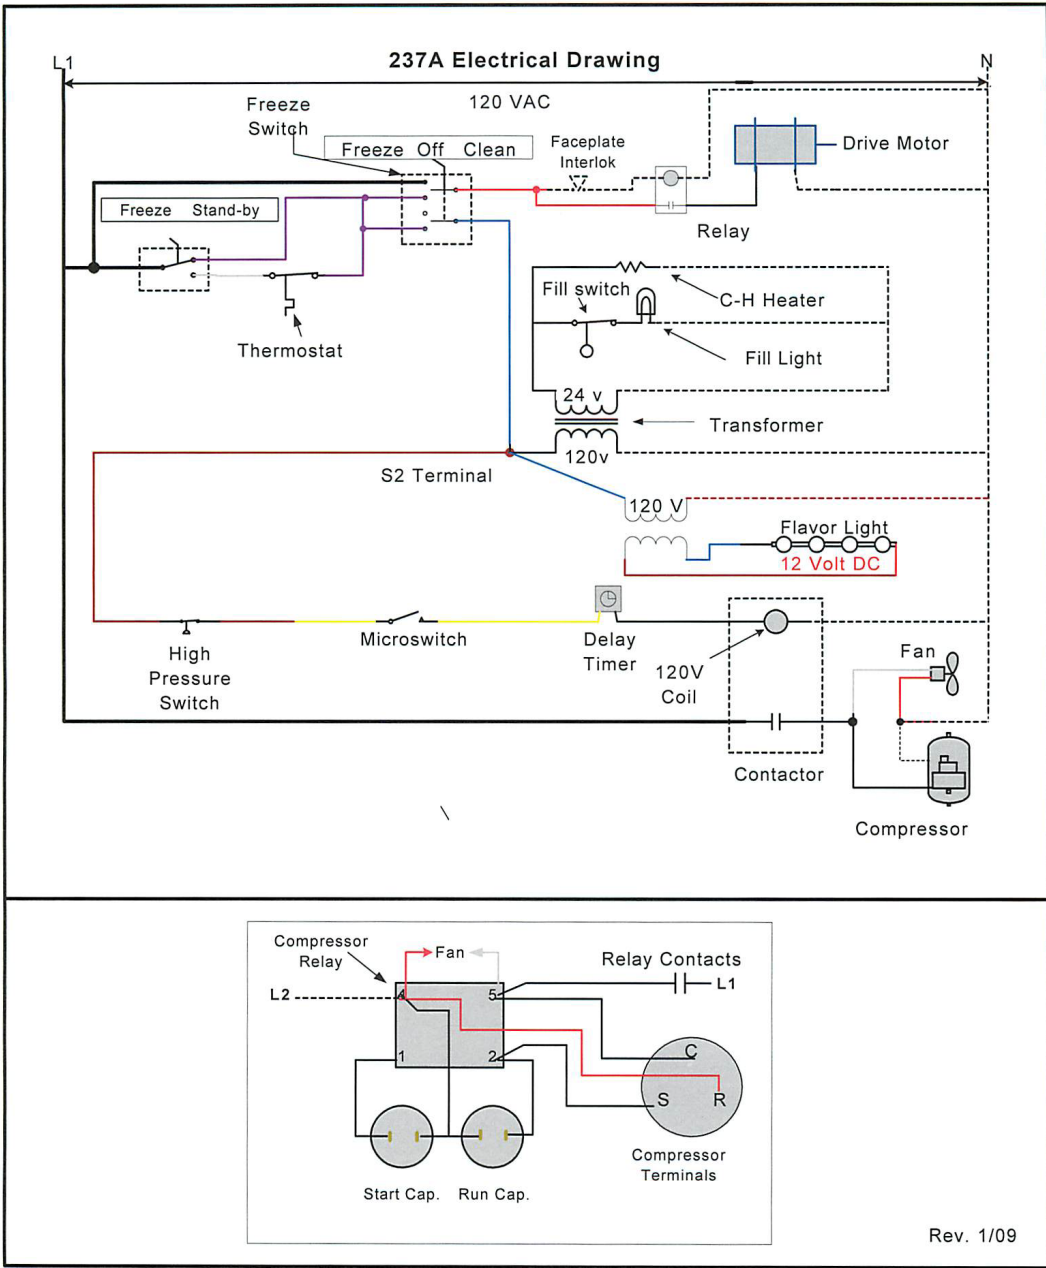 237A Electrical Drawing
L1
N
120 VAC
Freeze
Switch
Freeze Off Clean
Faceplate
Interlok
Drive Motor
Freeze Stand-by
Relay
Thermostat
Fill switch
C-H Heater
Fill Light
24 v
Transformer
120v
S2 Terminal
120 V
Flavor Light
12 Volt DC
High
Pressure
Switch
Microswitch
Delay
Timer
120V
Coil
Fan
Contactor
Compressor
Compressor
Relay
Fan
Relay Contacts
L2
4
5
L1
1
2
C
S
R
Compressor
Terminals
Start Cap.
Run Cap.
Rev. 1/09